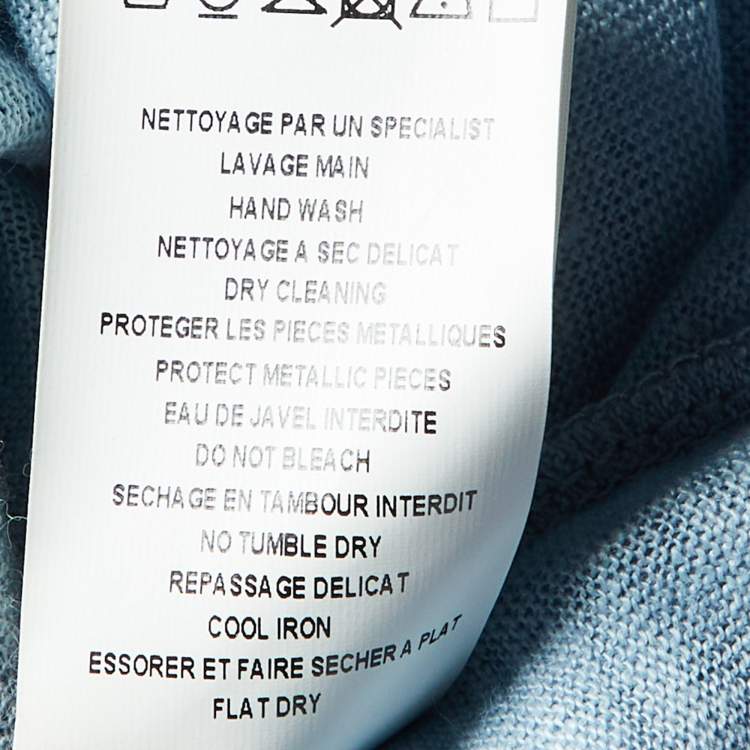 NETTOYAGE PAR UN SPECIALIST
LAVAGE MAIN
HAND WASH
NETTOYAGE A SEC DELICAT
DRY CLEANING
PROTEGER LES PIECES METALLIQUES
PROTECT METALLIC PIECES
EAU DE JAVEL INTERDITE
DO NOT BLEACH
SECHAGE EN TAMBOUR INTERDIT
NO TUMBLE DRY
REPASSAGE DELICAT
COOL IRON
ESSORER ET FAIRE SECHER A PLAT
FLAT DRY